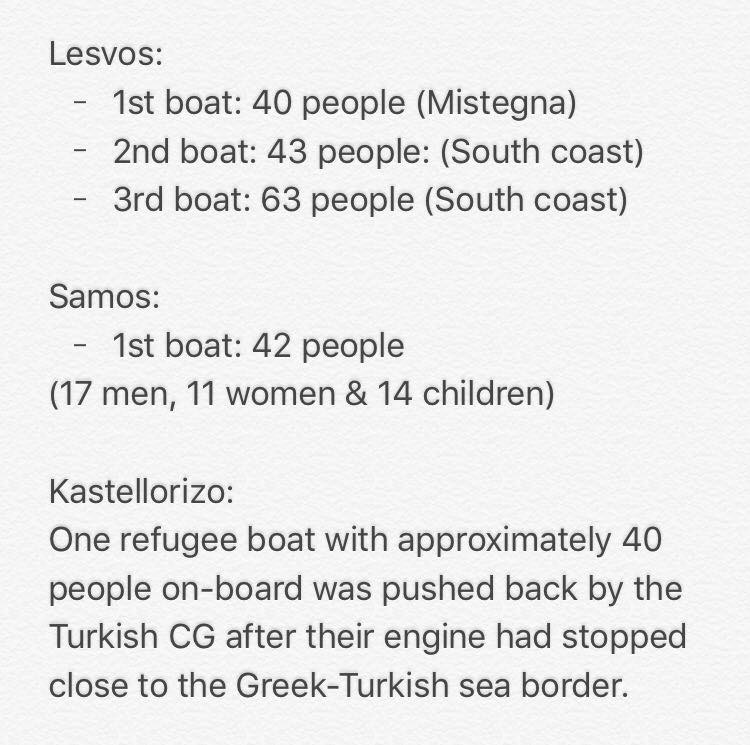 Lesvos:
- 1st boat: 40 people (Mistegna)
- 2nd boat: 43 people: (South coast)
- 3rd boat: 63 people (South coast)
Samos:
- 1st boat: 42 people
(17 men, 11 women & 14 children)
Kastellorizo:
One refugee boat with approximately 40
people on-board was pushed back by the
Turkish CG after their engine had stopped
close to the Greek-Turkish sea border.